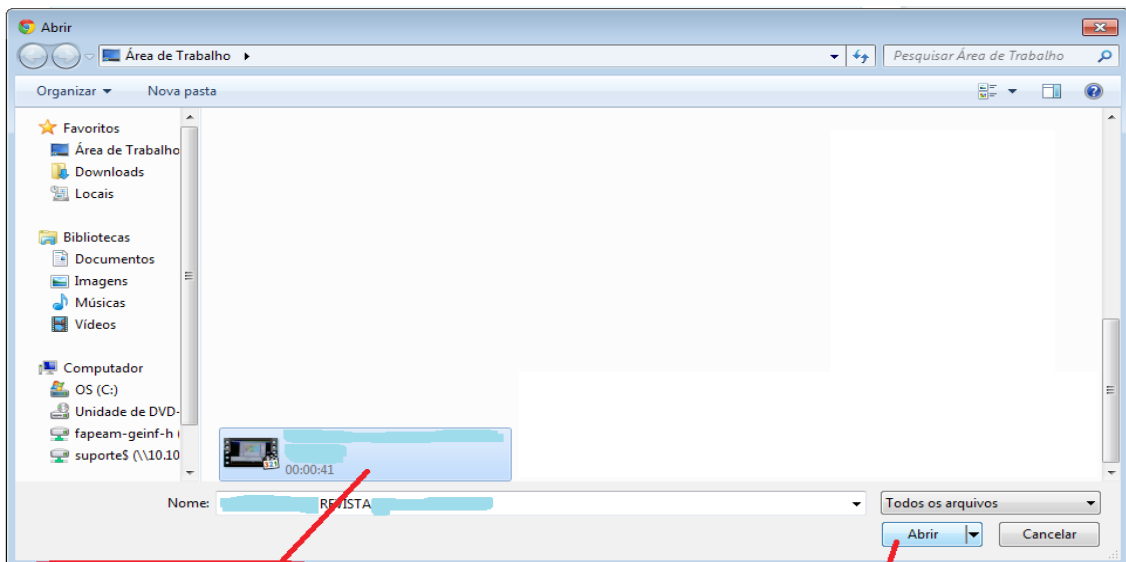 Abrir
Área de Trabalho
Pesquisar Área de Trabalho
Organizar
Nova pasta
Favoritos
Área de Trabalho
Downloads
Locais
Bibliotecas
Documentos
Imagens
Músicas
Vídeos
Computador
OS (C:)
Unidade de DVD-
fapeam-geinf-h (
suporte$ (\\10.10
00:00:41
Nome: REVISTA
Todos os arquivos
Abrir
Cancelar